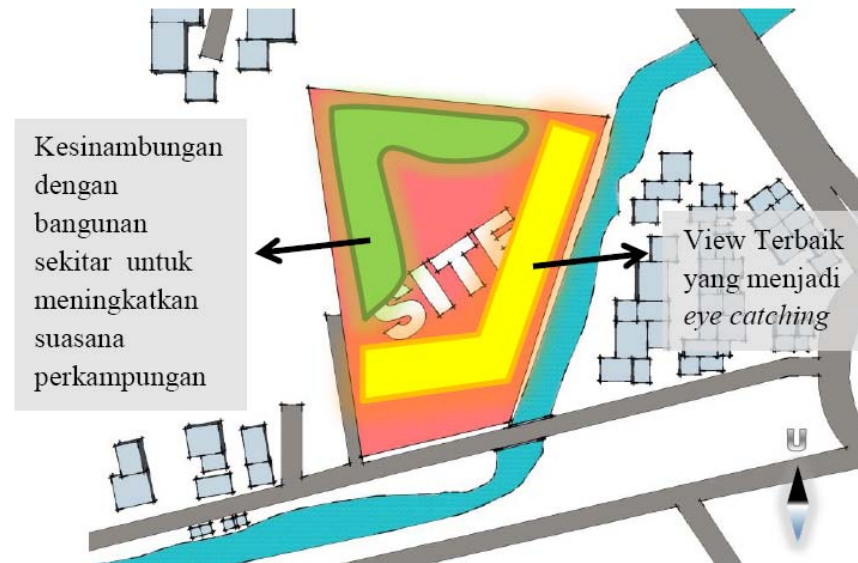 Kesinambungan
dengan
bangunan
sekitar untuk
meningkatkan
suasana
perkampungan
SITE
View Terbaik
yang menjadi
eye catching
U